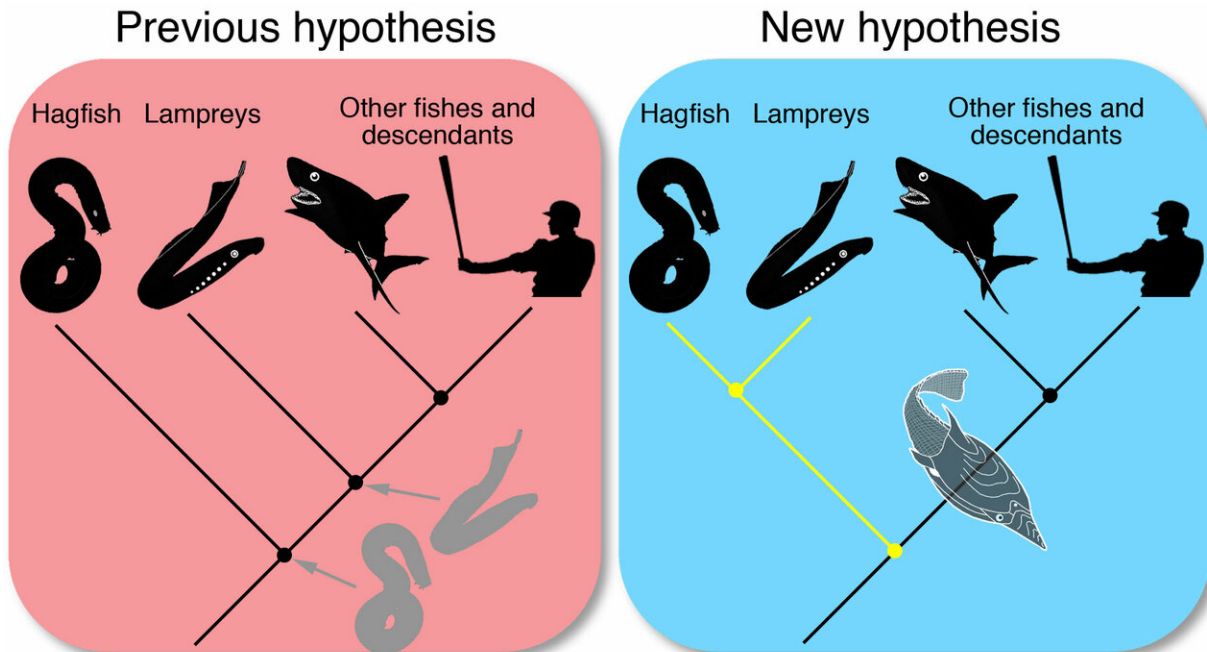 Previous hypothesis
Hagfish
Lampreys
Other fishes and
descendants
New hypothesis
Hagfish
Lampreys
Other fishes and
descendants